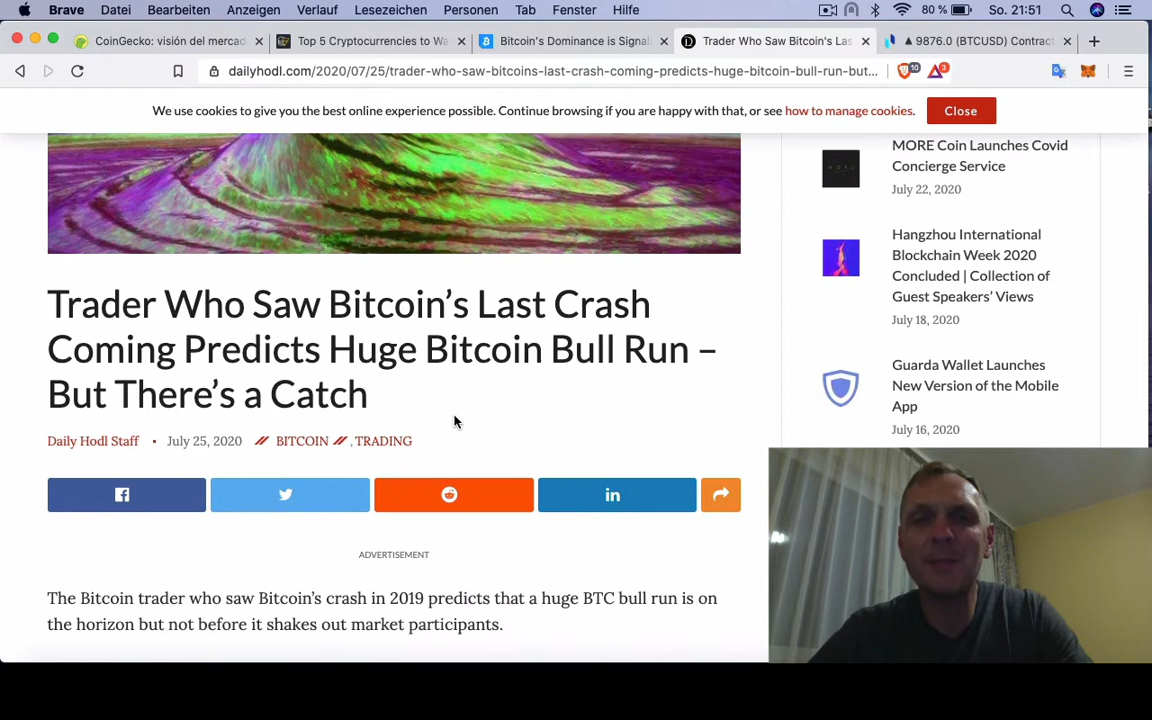 Brave Datei Bearbeiten Anzeigen Verlauf Lesezeichen Personen Tab Fenster Hilfe 80 % So. 21:51
CoinGecko: visión del mercad Top 5 Cryptocurrencies to Wa Bitcoin's Dominance is Signali Trader Who Saw Bitcoin's Las ▲ 9876.0 (BTCUSD) Contract
dailyhodl.com/2020/07/25/trader-who-saw-bitcoins-last-crash-coming-predicts-huge-bitcoin-bull-run-but... 10 3
We use cookies to give you the best online experience possible. Continue browsing if you are happy with that, or see how to manage cookies. Close
Trader Who Saw Bitcoin's Last Crash
Coming Predicts Huge Bitcoin Bull Run –
But There's a Catch
Daily Hodl Staff • July 25, 2020 // BITCOIN // , TRADING
ADVERTISEMENT
The Bitcoin trader who saw Bitcoin's crash in 2019 predicts that a huge BTC bull run is on
the horizon but not before it shakes out market participants.
MORE Coin Launches Covid
Concierge Service
July 22, 2020
Hangzhou International
Blockchain Week 2020
Concluded | Collection of
Guest Speakers' Views
July 18, 2020
Guarda Wallet Launches
New Version of the Mobile
App
July 16, 2020